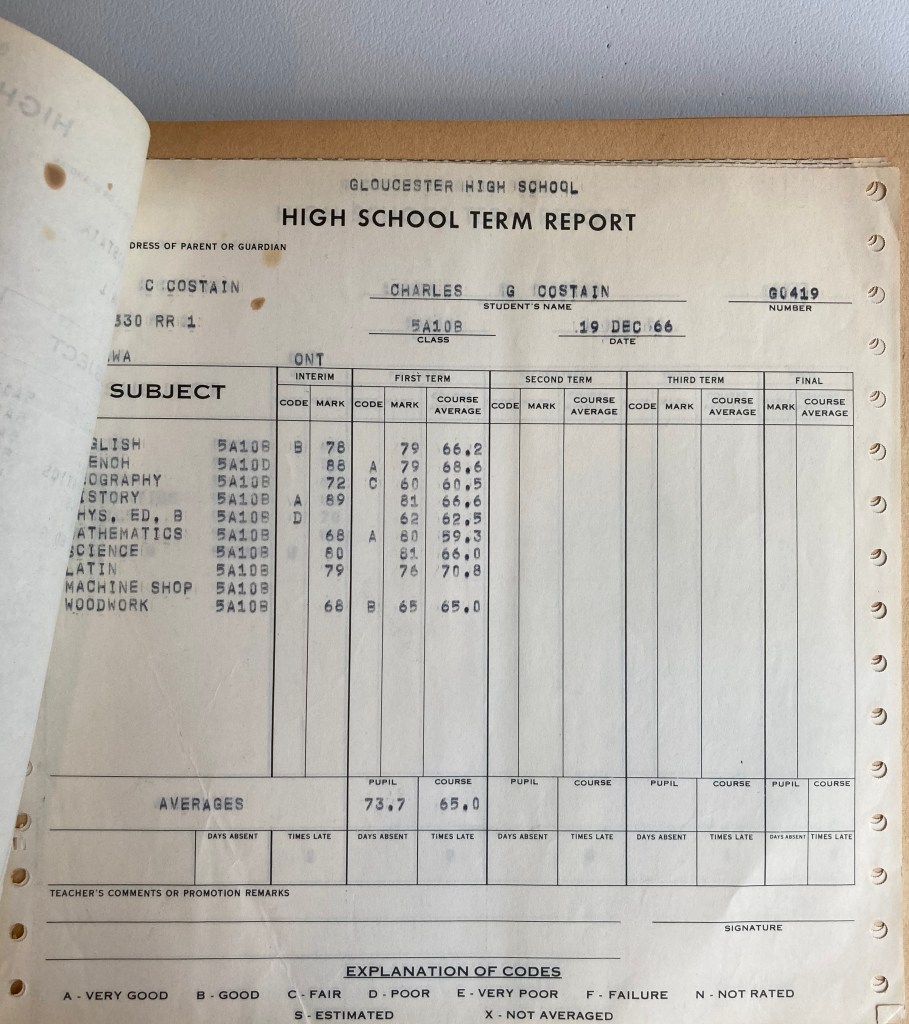 GLOUCESTER HIGH SCHOOL
HIGH SCHOOL TERM REPORT
DRESS OF PARENT OR GUARDIAN
C COSTAIN CHARLES G COSTAIN G0419
STUDENT'S NAME NUMBER
330 RR 1 5A10B 19 DEC 66
CLASS DATE
WA ONT
SUBJECT INTERIM FIRST TERM SECOND TERM THIRD TERM FINAL
CODE MARK CODE MARK COURSE AVERAGE CODE MARK COURSE AVERAGE CODE MARK COURSE AVERAGE MARK COURSE AVERAGE
GLISH 5A10B B 78 79 66.2
ENCH 5A10D 88 A 79 68.6
OGRAPHY 5A10B 72 C 60 60.5
ISTORY 5A10B A 89 81 66.6
HYS. ED. B 5A10B D 62 62.5
ATHEMATICS 5A10B 68 A 80 59.3
SCIENCE 5A10B 80 81 66.0
LATIN 5A10B 79 76 70.8
MACHINE SHOP 5A10B
WOODWORK 5A10B 68 B 65 65.0
PUPIL COURSE PUPIL COURSE PUPIL COURSE PUPIL COURSE
AVERAGES 73.7 65.0
DAYS ABSENT TIMES LATE DAYS ABSENT TIMES LATE DAYS ABSENT TIMES LATE DAYS ABSENT TIMES LATE DAYS ABSENT TIMES LATE
TEACHER'S COMMENTS OR PROMOTION REMARKS
SIGNATURE
EXPLANATION OF CODES
A - VERY GOOD B - GOOD C - FAIR D - POOR E - VERY POOR F - FAILURE N - NOT RATED
S - ESTIMATED X - NOT AVERAGED